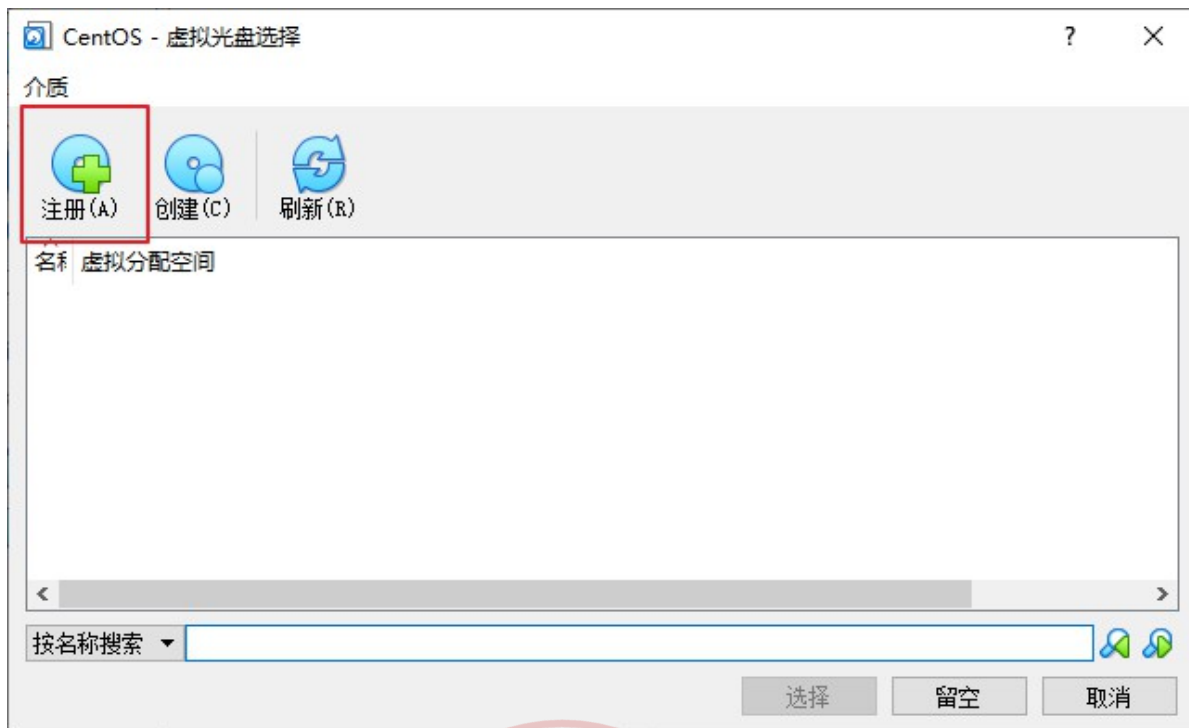 CentOS - 虚拟光盘选择
介质
注册(A) 创建(C) 刷新(R)
虚拟分配空间
按名称搜索
选择 留空 取消